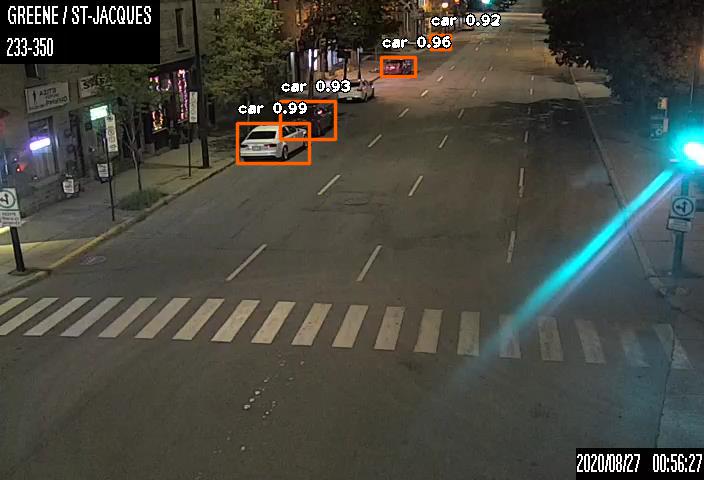 GREENE / ST-JACQUES
233-350
car 0.92
car 0.96
car 0.93
car 0.99
2020/08/27 00:56:27